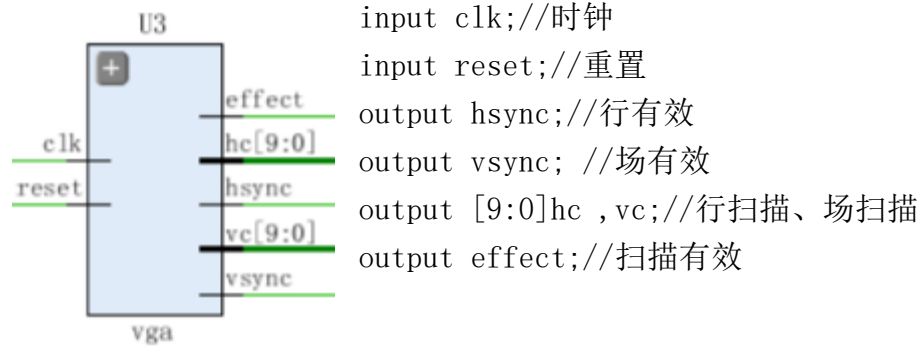 U3
effect
clk
hc[9:0]
reset
hsync
vc[9:0]
vsync
vga
input clk;//时钟
input reset;//重置
output hsync;//行有效
output vsync; //场有效
output [9:0]hc ,vc;//行扫描、场扫描
output effect;//扫描有效